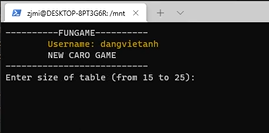 zjmi@DESKTOP-8PT3G6R: /mnt
----------FUNGAME----------
Username: dangvietanh
NEW CARO GAME
---------------------------
Enter size of table (from 15 to 25):